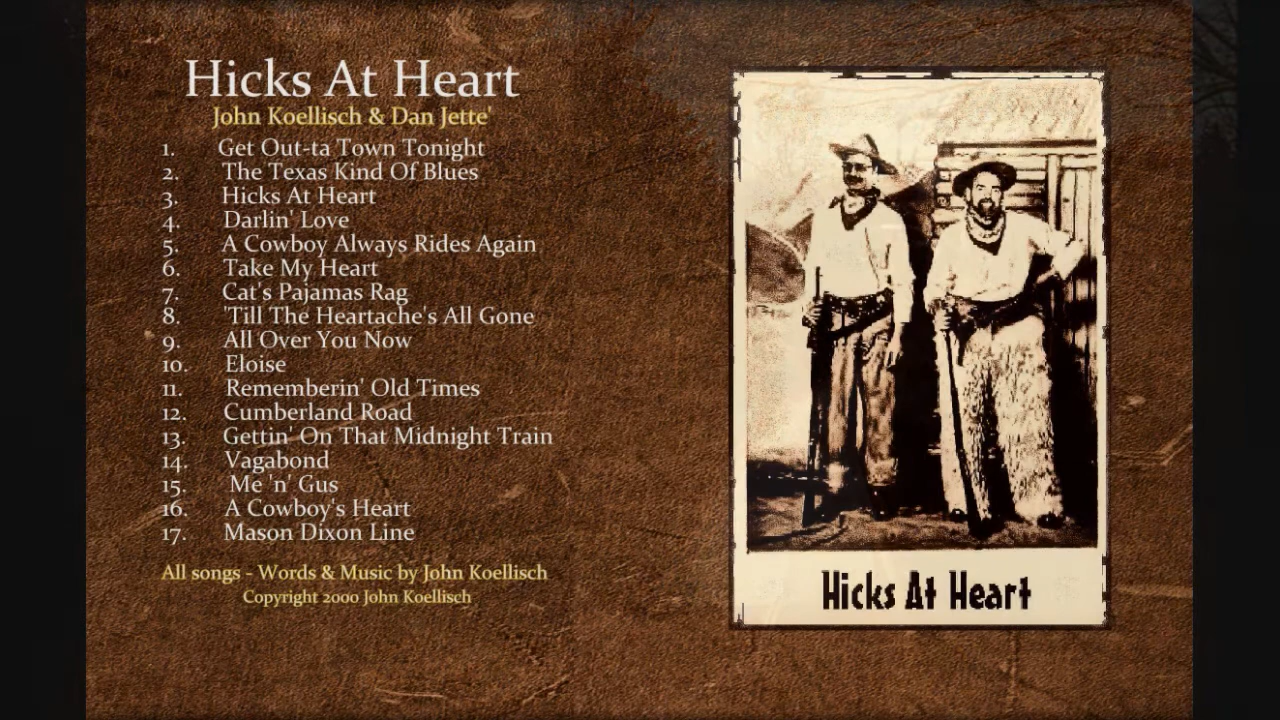 Hicks At Heart
John Koellisch & Dan Jette'
1. Get Out-ta Town Tonight
2. The Texas Kind Of Blues
3. Hicks At Heart
4. Darlin' Love
5. A Cowboy Always Rides Again
6. Take My Heart
7. Cat's Pajamas Rag
8. 'Till The Heartache's All Gone
9. All Over You Now
10. Eloise
11. Rememberin' Old Times
12. Cumberland Road
13. Gettin' On That Midnight Train
14. Vagabond
15. Me 'n' Gus
16. A Cowboy's Heart
17. Mason Dixon Line
All songs - Words & Music by John Koellisch
Copyright 2000 John Koellisch
Hicks At Heart